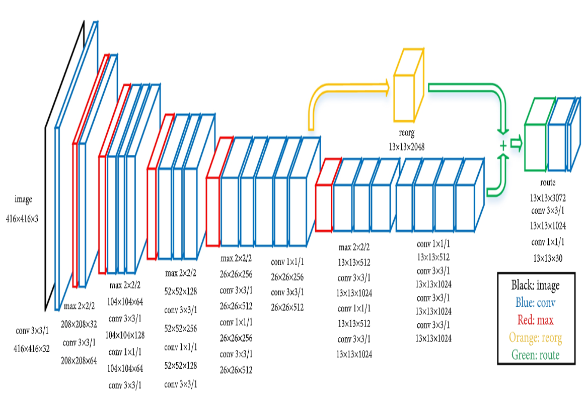 image
416×416×3
conv 3×3/1
416×416×32
max 2×2/2
208×208×32
conv 3×3/1
208×208×64
max 2×2/2
104×104×64
conv 3×3/1
104×104×128
conv 1×1/1
104×104×64
conv 3×3/1
max 2×2/2
52×52×128
conv 3×3/1
52×52×256
conv 1×1/1
52×52×128
conv 3×3/1
max 2×2/2
26×26×256
conv 3×3/1
26×26×512
conv 1×1/1
26×26×256
conv 3×3/1
26×26×512
conv 1×1/1
26×26×256
conv 3×3/1
26×26×512
reorg
13×13×2048
max 2×2/2
13×13×512
conv 3×3/1
13×13×1024
conv 1×1/1
13×13×512
conv 3×3/1
13×13×1024
conv 1×1/1
13×13×512
conv 3×3/1
13×13×1024
conv 3×3/1
13×13×1024
conv 3×3/1
13×13×1024
+
route
13×13×3072
conv 3×3/1
13×13×1024
conv 1×1/1
13×13×30
Black: image
Blue: conv
Red: max
Orange: reorg
Green: route